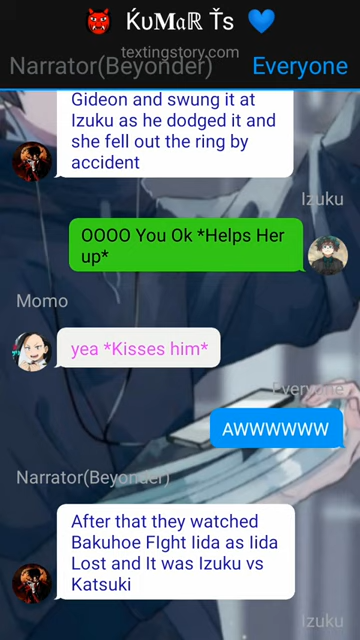 👹 ЌυMαℝ Ťs 💙
textingstory.com
Narrator(Beyonder) Everyone
Gideon and swung it at
Izuku as he dodged it and
she fell out the ring by
accident
Izuku
OOOO You Ok *Helps Her
up*
Momo
yea *Kisses him*
Everyone
AWWWWWW
Narrator(Beyonder)
After that they watched
Bakuhoe FIght Iida as Iida
Lost and It was Izuku vs
Katsuki
Izuku